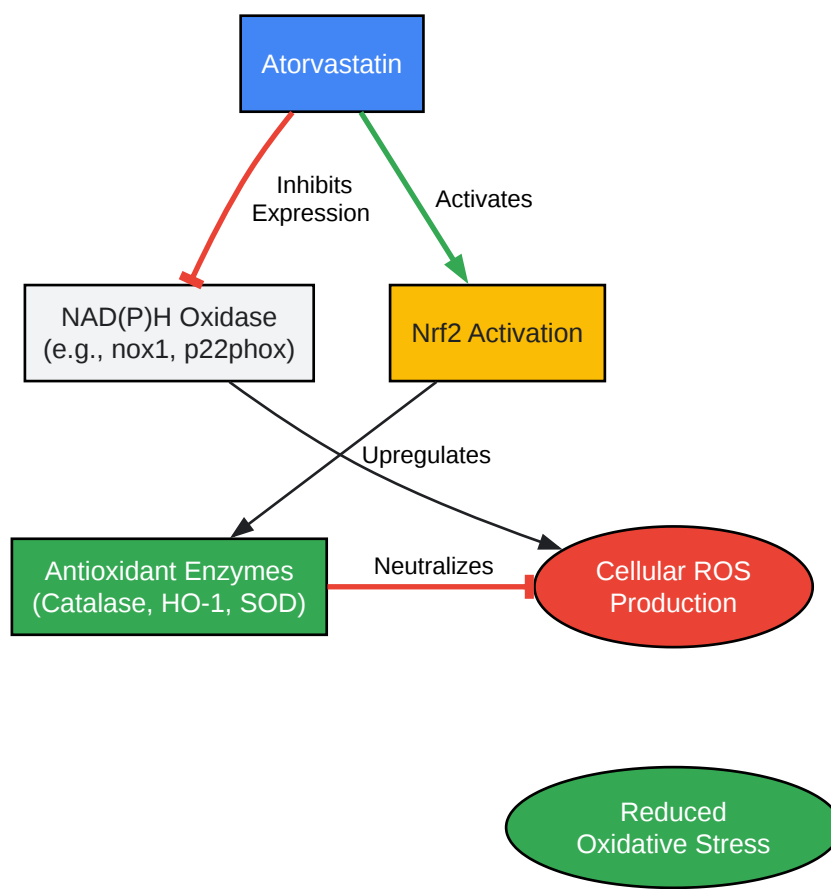 Atorvastatin
Inhibits
Expression
Activates
NAD(P)H Oxidase
(e.g., nox1, p22phox)
Nrf2 Activation
Upregulates
Antioxidant Enzymes
(Catalase, HO-1, SOD)
Neutralizes
Cellular ROS
Production
Reduced
Oxidative Stress